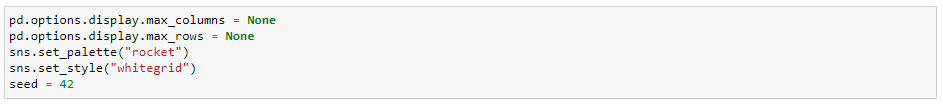 pd.options.display.max_columns = None
pd.options.display.max_rows = None
sns.set_palette("rocket")
sns.set_style("whitegrid")
seed = 42